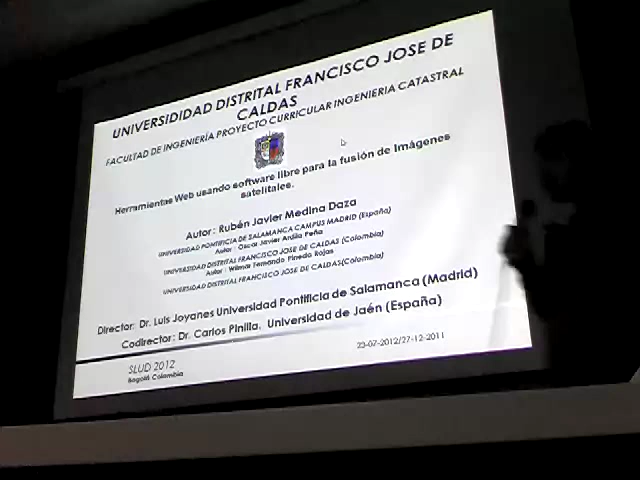 UNIVERSIDIDAD DISTRITAL FRANCISCO JOSE DE
CALDAS
FACULTAD DE INGENIERÍA PROYECTO CURRICULAR INGENIERIA CATASTRAL
Herramientas Web usando software libre para la fusión de Imágenes
satelitales.
Autor: Rubén Javier Medina Daza
UNIVERSIDAD PONTIFICIA DE SALAMANCA CAMPUS MADRID (España)
Autor: Oscar Javier Ardila Peña
UNIVERSIDAD DISTRITAL FRANCISCO JOSE DE CALDAS (Colombia)
Autor: Wilmar Fernando Pineda Rojas
UNIVERSIDAD DISTRITAL FRANCISCO JOSE DE CALDAS(Colombia)
Director: Dr. Luis Joyanes Universidad Pontificia de Salamanca (Madrid)
Codirector: Dr. Carlos Pinilla. Universidad de Jaén (España)
SLUD 2012
Bogotá Colombia
23-07-2012/27-12-2011